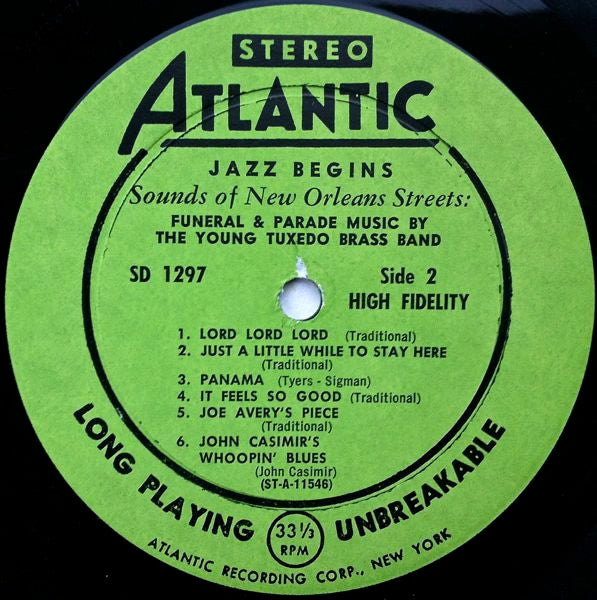 STEREO
ATLANTIC
JAZZ BEGINS
Sounds of New Orleans Streets:
FUNERAL & PARADE MUSIC BY
THE YOUNG TUXEDO BRASS BAND
SD 1297
Side 2
HIGH FIDELITY
1. LORD LORD LORD (Traditional)
2. JUST A LITTLE WHILE TO STAY HERE
(Traditional)
3. PANAMA (Tyers - Sigman)
4. IT FEELS SO GOOD (Traditional)
5. JOE AVERY'S PIECE
(Traditional)
6. JOHN CASIMIR'S
WHOOPIN' BLUES
(John Casimir)
(ST-A-11546)
LONG PLAYING UNBREAKABLE
33⅓
RPM
ATLANTIC RECORDING CORP., NEW YORK